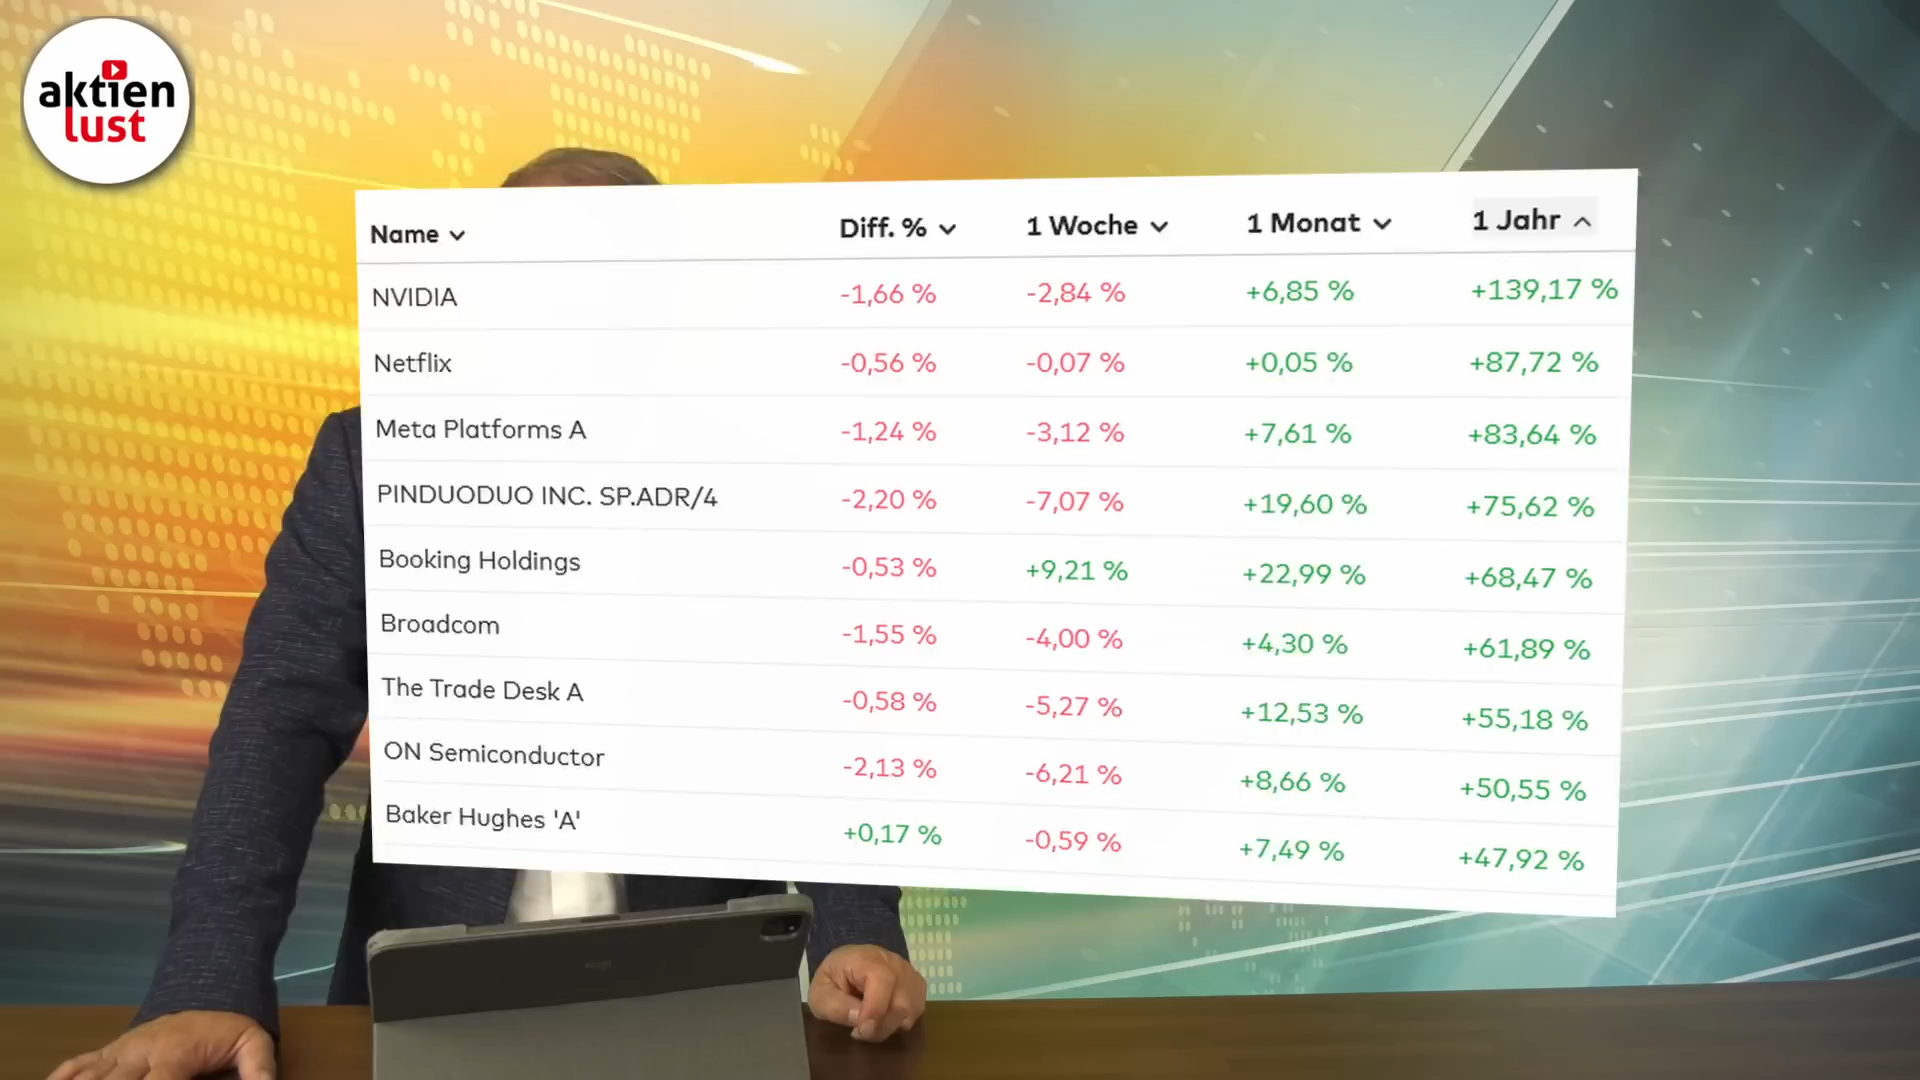 aktien
lust
Name Diff. % 1 Woche 1 Monat 1 Jahr
NVIDIA -1,66 % -2,84 % +6,85 % +139,17 %
Netflix -0,56 % -0,07 % +0,05 % +87,72 %
Meta Platforms A -1,24 % -3,12 % +7,61 % +83,64 %
PINDUODUO INC. SP.ADR/4 -2,20 % -7,07 % +19,60 % +75,62 %
Booking Holdings -0,53 % +9,21 % +22,99 % +68,47 %
Broadcom -1,55 % -4,00 % +4,30 % +61,89 %
The Trade Desk A -0,58 % -5,27 % +12,53 % +55,18 %
ON Semiconductor -2,13 % -6,21 % +8,66 % +50,55 %
Baker Hughes 'A' +0,17 % -0,59 % +7,49 % +47,92 %